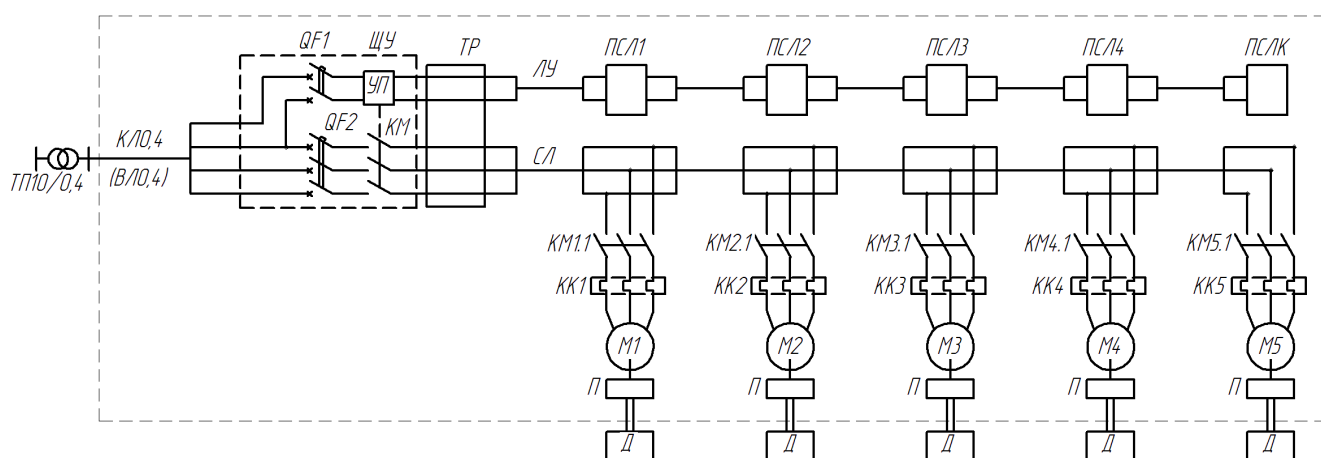 QF1 ЩУ ТР ПСЛ1 ПСЛ2 ПСЛ3 ПСЛ4 ПСЛК
ЛУ
УП
QF2 КМ
КЛ0,4
СЛ
ТП10/0,4 (ВЛ0,4)
КМ1.1 КМ2.1 КМ3.1 КМ4.1 КМ5.1
КК1 КК2 КК3 КК4 КК5
М1 М2 М3 М4 М5
П П П П П
Д Д Д Д Д